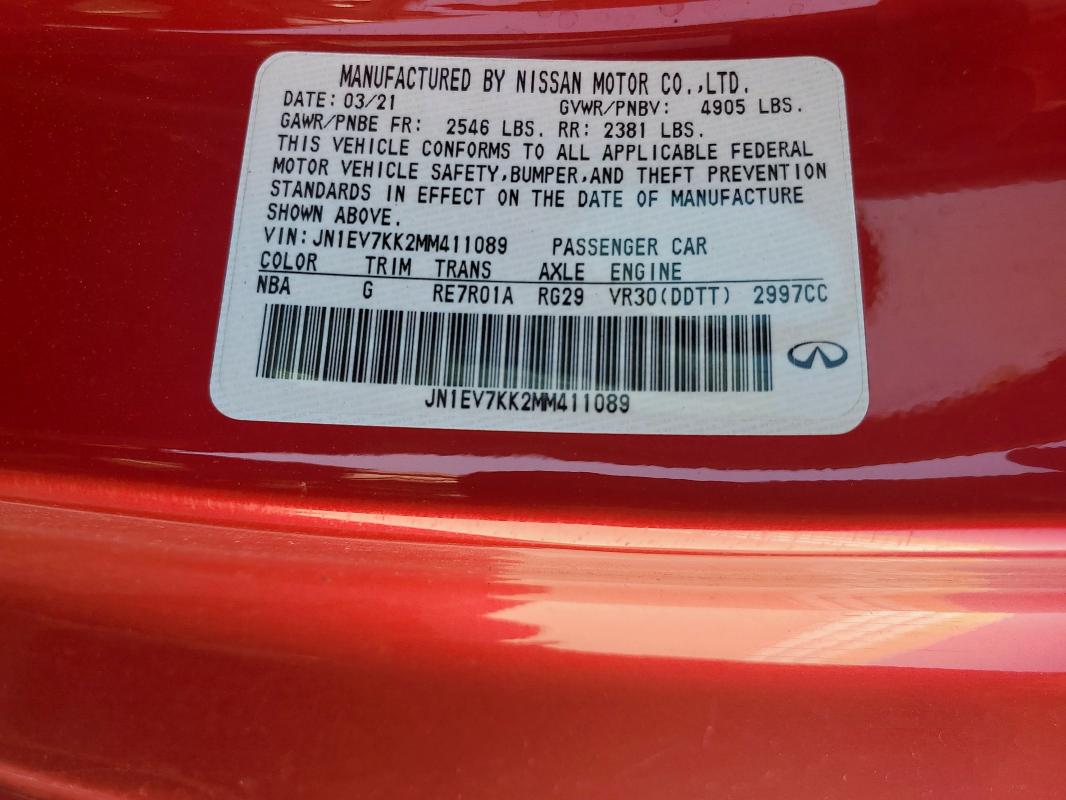 MANUFACTURED BY NISSAN MOTOR CO.,LTD.
DATE: 03/21 GVWR/PNBV: 4905 LBS.
GAWR/PNBE FR: 2546 LBS. RR: 2381 LBS.
THIS VEHICLE CONFORMS TO ALL APPLICABLE FEDERAL
MOTOR VEHICLE SAFETY,BUMPER,AND THEFT PREVENTION
STANDARDS IN EFFECT ON THE DATE OF MANUFACTURE
SHOWN ABOVE.
VIN: JN1EV7KK2MM411089 PASSENGER CAR
COLOR TRIM TRANS AXLE ENGINE
NBA G RE7R01A RG29 VR30(DDTT) 2997CC
JN1EV7KK2MM411089